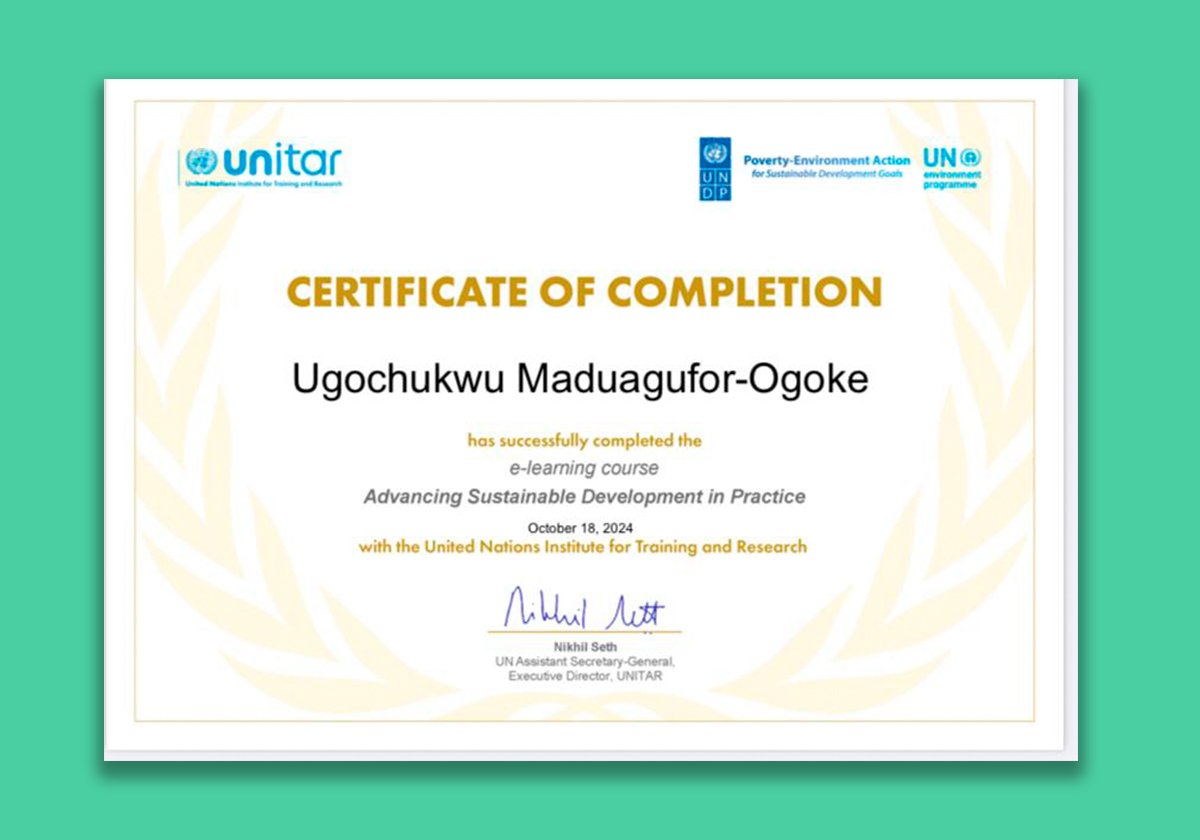 unitar
United Nations Institute for Training and Research
UN
DP
Poverty-Environment Action
for Sustainable Development Goals
UN
environment
programme
CERTIFICATE OF COMPLETION
Ugochukwu Maduagufor-Ogoke
has successfully completed the
e-learning course
Advancing Sustainable Development in Practice
October 18, 2024
with the United Nations Institute for Training and Research
Nikhil Sett
Nikhil Seth
UN Assistant Secretary-General,
Executive Director, UNITAR